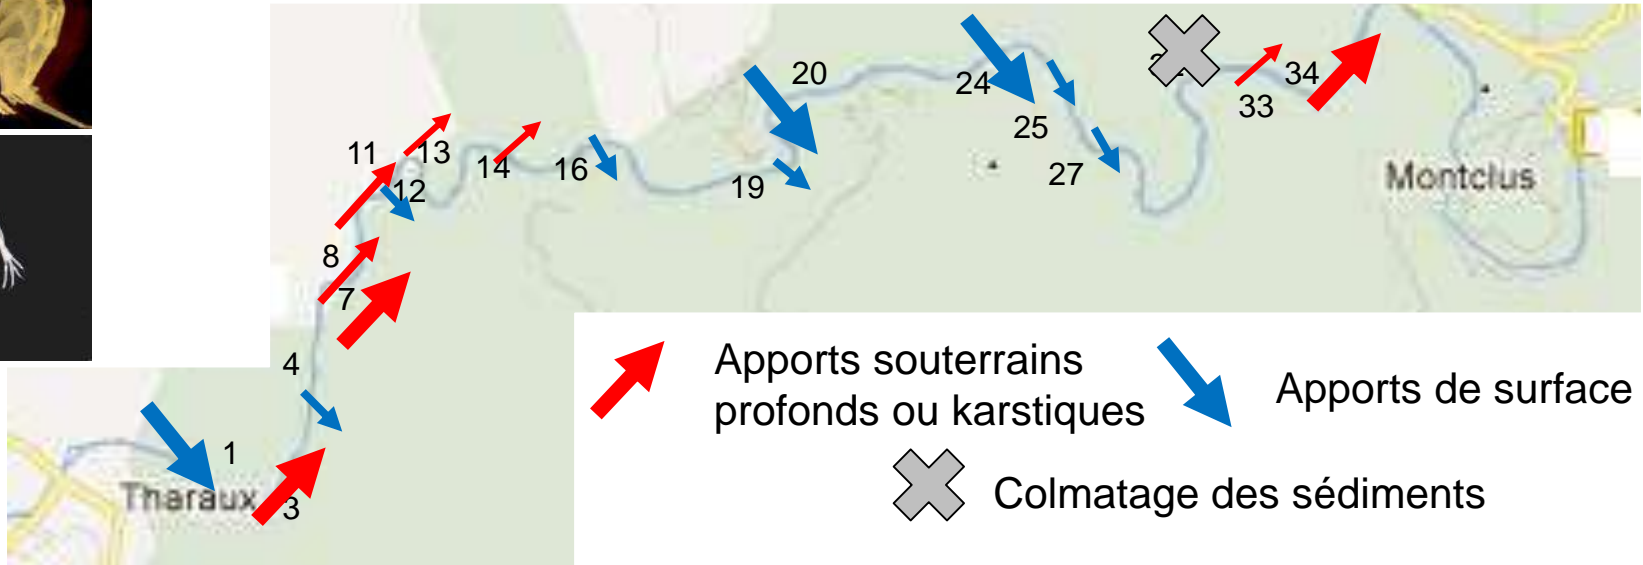 20
24
34
33
25
11
13
14
16
12
19
27
Montclus
8
7
4
1
Tharaux
3
Apports souterrains
profonds ou karstiques
Apports de surface
Colmatage des sédiments